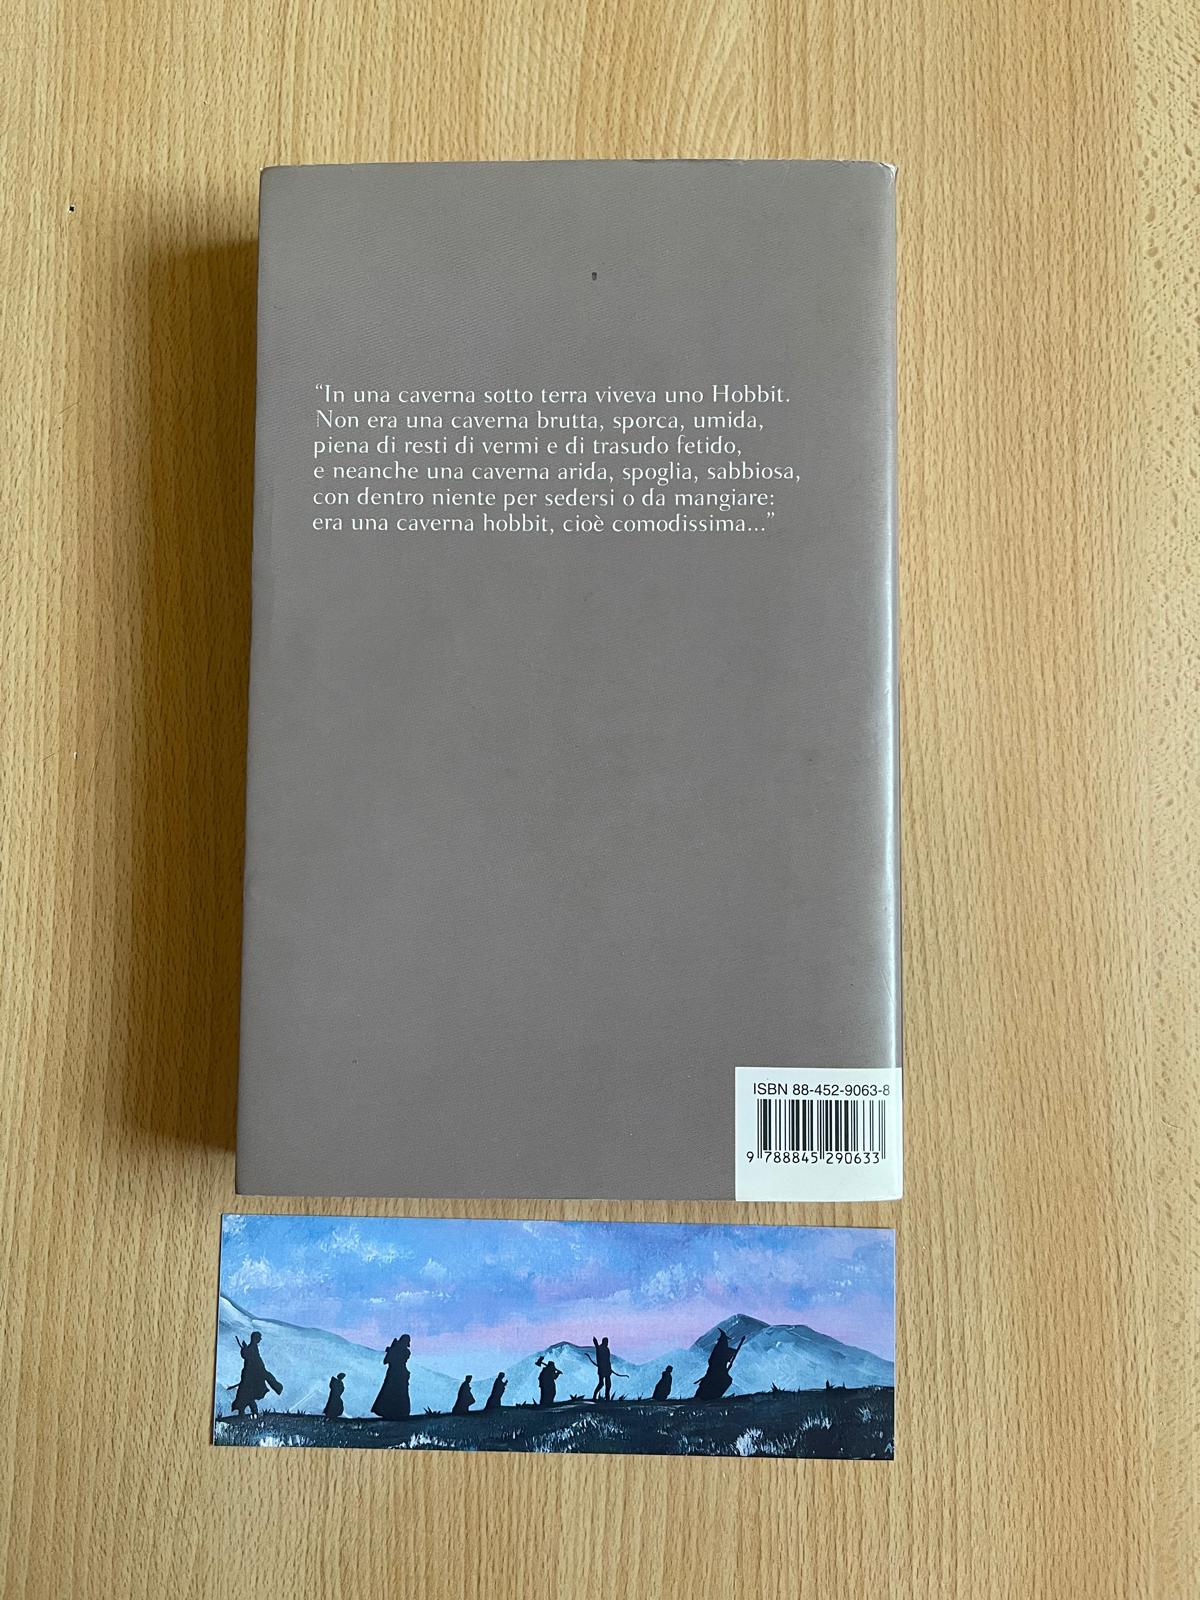 “In una caverna sotto terra viveva uno Hobbit.
Non era una caverna brutta, sporca, umida,
piena di resti di vermi e di trasudo fetido,
e neanche una caverna arida, spoglia, sabbiosa,
con dentro niente per sedersi o da mangiare:
era una caverna hobbit, cioè comodissima...”
ISBN 88-452-9063-8
9 788845 290633